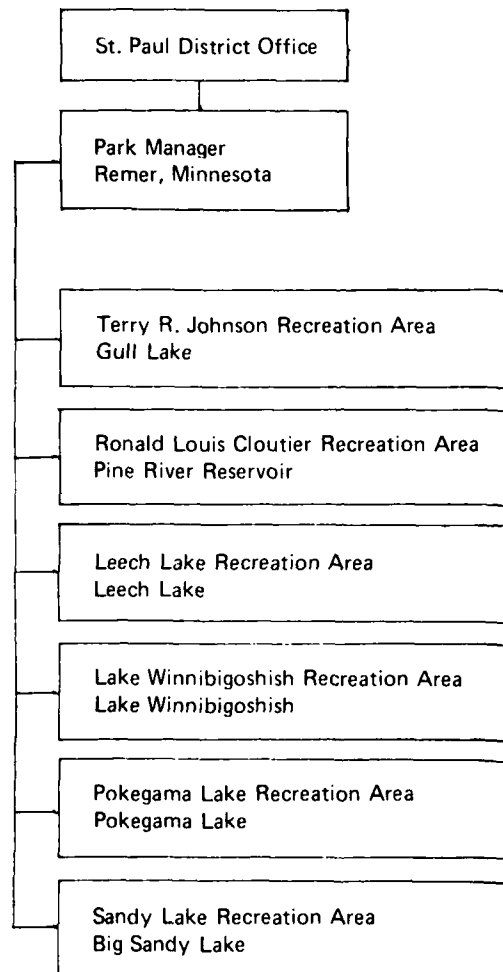 St. Paul District Office
Park Manager
Remer, Minnesota
Terry R. Johnson Recreation Area
Gull Lake
Ronald Louis Cloutier Recreation Area
Pine River Reservoir
Leech Lake Recreation Area
Leech Lake
Lake Winnibigoshish Recreation Area
Lake Winnibigoshish
Pokegama Lake Recreation Area
Pokegama Lake
Sandy Lake Recreation Area
Big Sandy Lake